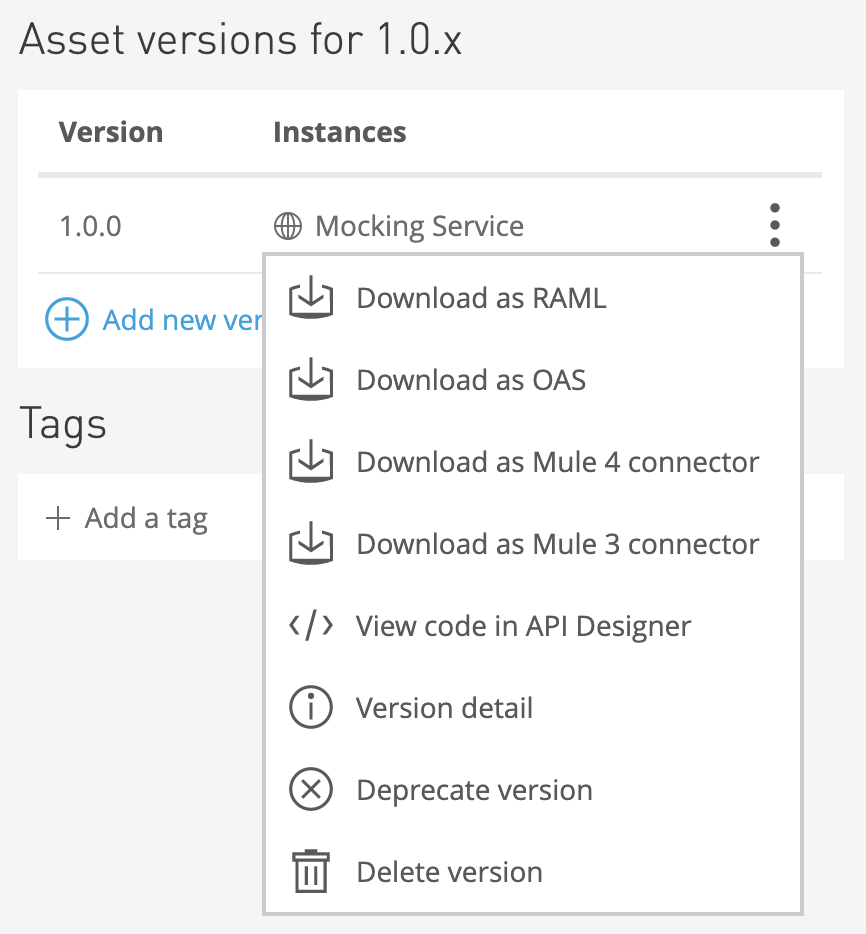 Asset versions for 1.0.x
Version Instances
1.0.0 Mocking Service
Add new ver
Download as RAML
Download as OAS
Download as Mule 4 connector
Download as Mule 3 connector
View code in API Designer
Version detail
Deprecate version
Delete version
Tags
Add a tag